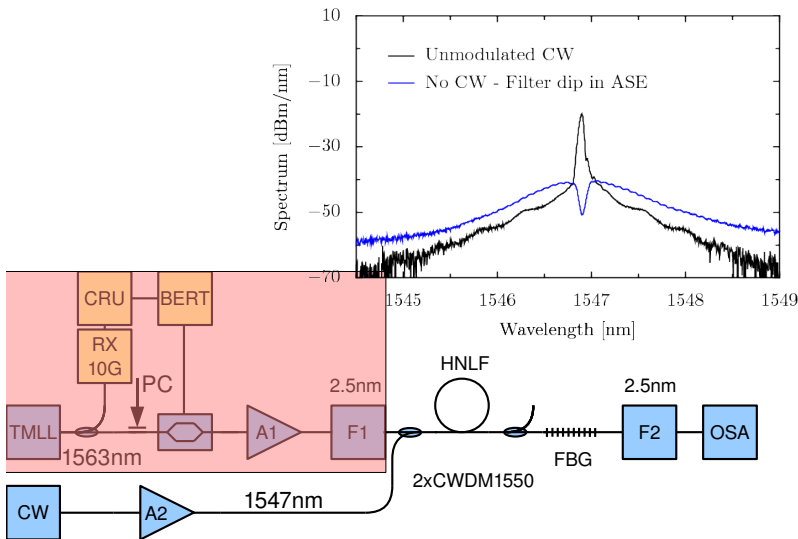 10
−10
−30
−50
−70
Spectrum [dBm/nm]
Unmodulated CW
No CW - Filter dip in ASE
1545
1546
1547
1548
1549
Wavelength [nm]
CRU
BERT
RX
10G
PC
HNLF
2.5nm
2.5nm
TMLL
A1
F1
F2
OSA
1563nm
FBG
2xCWDM1550
1547nm
CW
A2